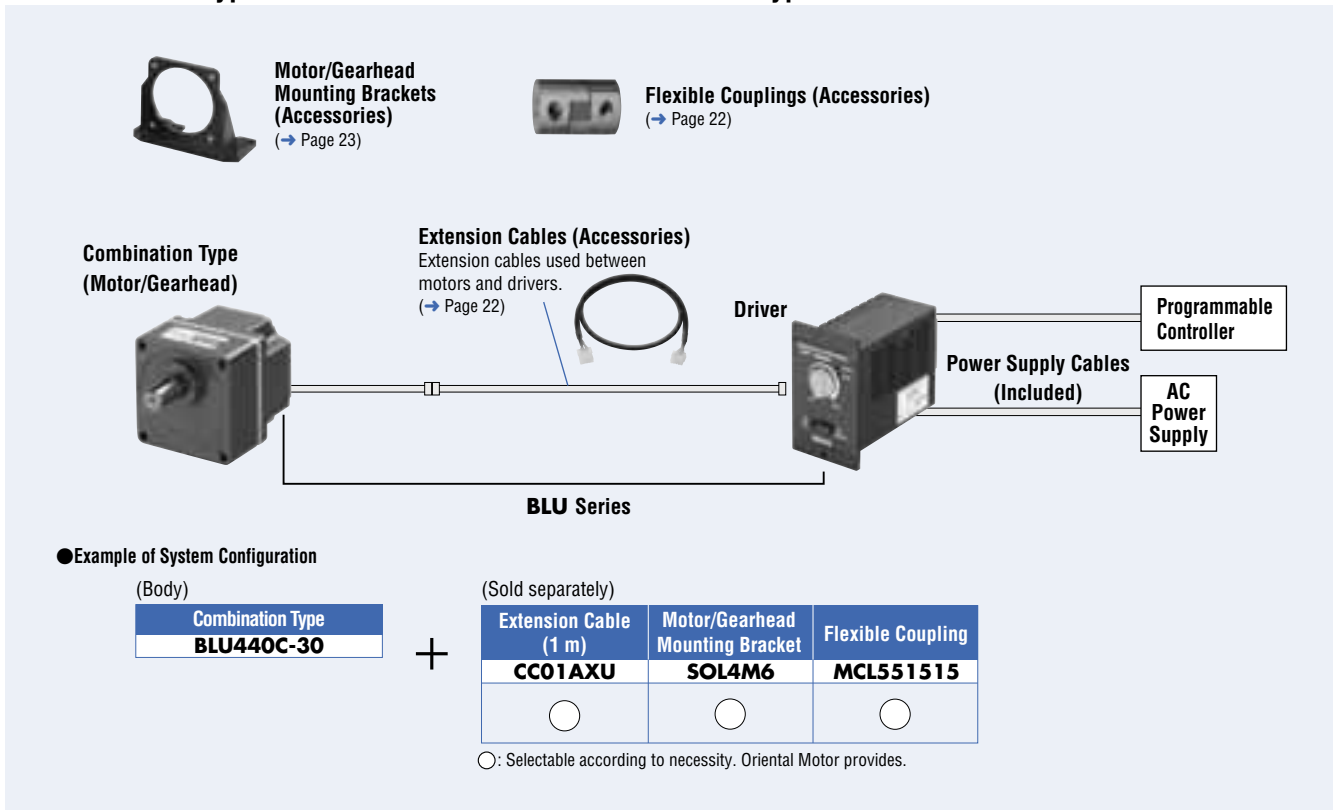 Motor/Gearhead
Mounting Brackets
(Accessories)
(→ Page 23)
Flexible Couplings (Accessories)
(→ Page 22)
Combination Type
(Motor/Gearhead)
Extension Cables (Accessories)
Extension cables used between
motors and drivers.
(→ Page 22)
Driver
Programmable
Controller
Power Supply Cables
(Included)
AC
Power
Supply
BLU Series
●Example of System Configuration
(Body)
Combination Type
BLU440C-30
+
(Sold separately)
Extension Cable
(1 m)
Motor/Gearhead
Mounting Bracket
Flexible Coupling
CC01AXU SOL4M6 MCL551515
○ ○ ○
○: Selectable according to necessity. Oriental Motor provides.